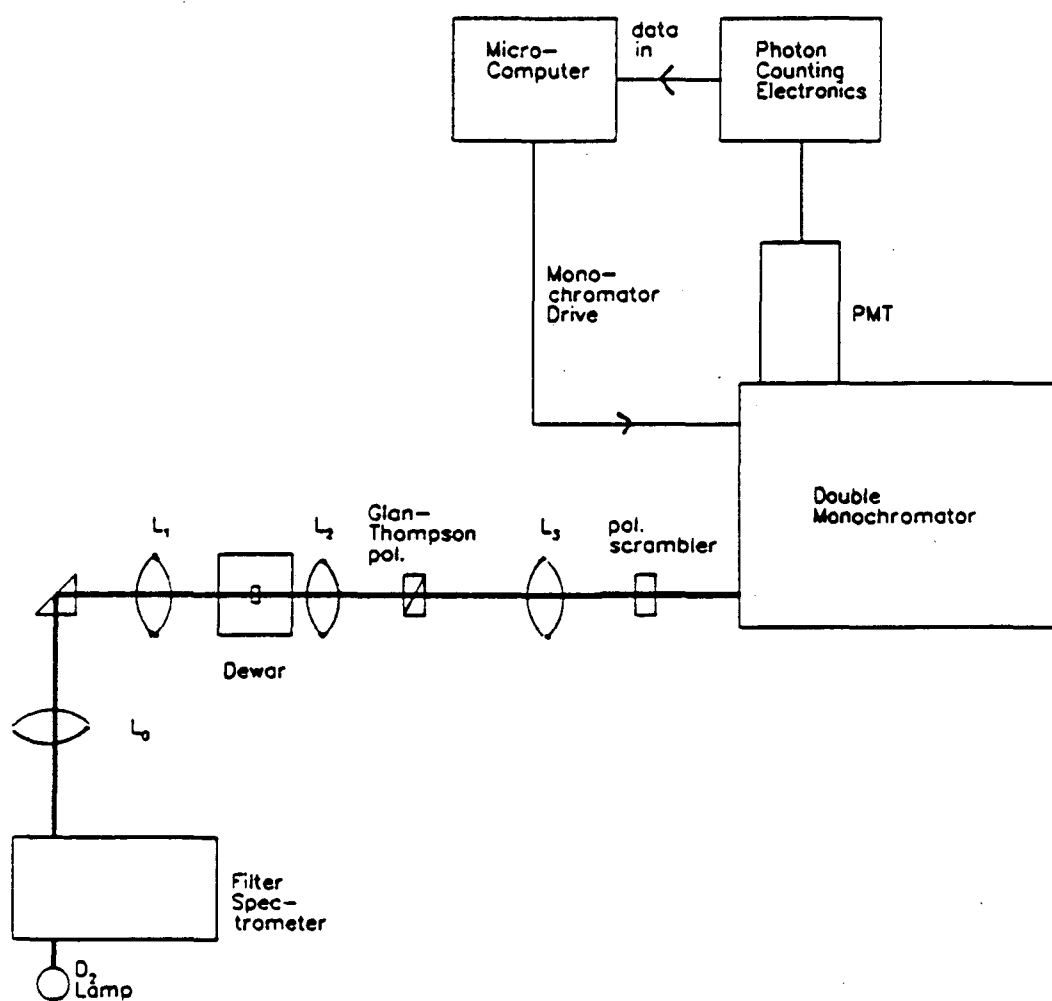 Micro-
Computer
data
in
Photon
Counting
Electronics
Mono-
chromator
Drive
PMT
Double
Monochromator
L₁
L₂
Glan-
Thompson
pol.
L₃
pol.
scrambler
Dewar
L₀
Filter
Spec-
trometer
D₂
Lamp